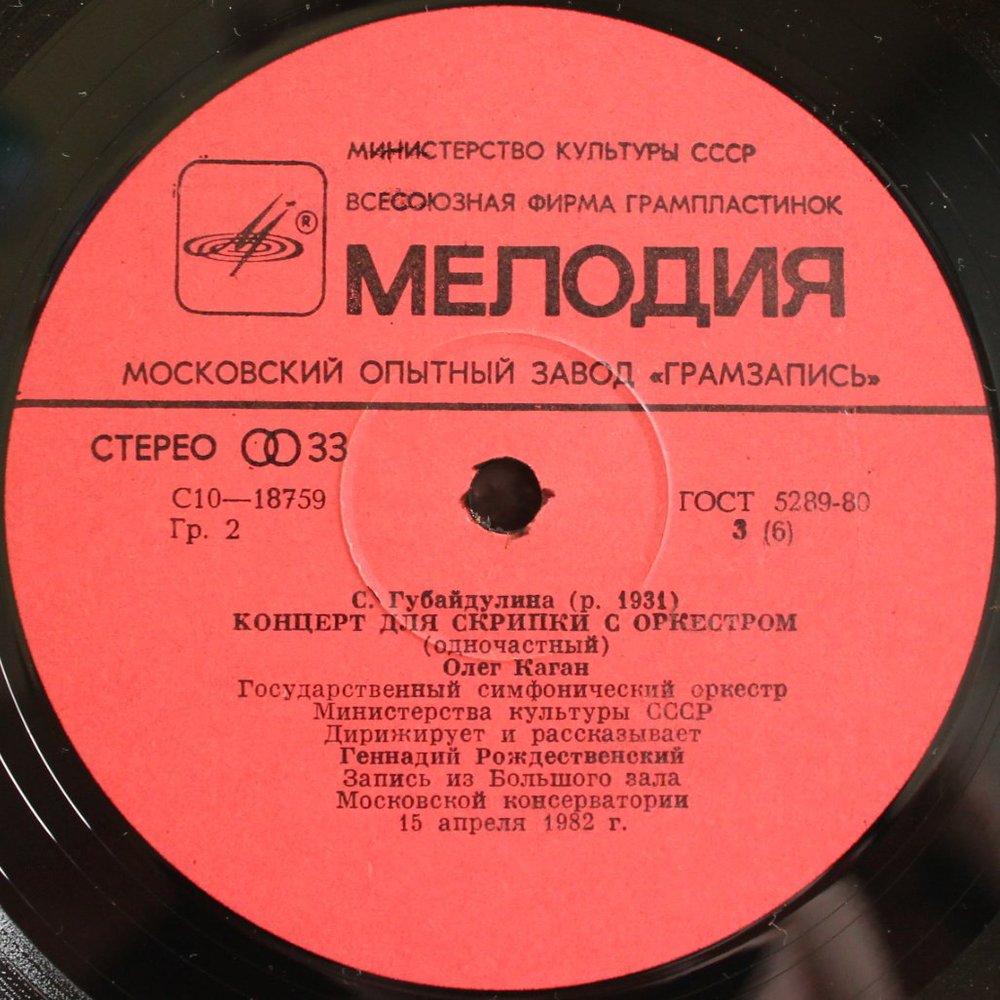 МИНИСТЕРСТВО КУЛЬТУРЫ СССР
ВСЕСОЮЗНАЯ ФИРМА ГРАМПЛАСТИНОК
®
МЕЛОДИЯ
МОСКОВСКИЙ ОПЫТНЫЙ ЗАВОД «ГРАМЗАПИСЬ»
СТЕРЕО 33
С10—18759 ГОСТ 5289-80
Гр. 2 3 (6)
С. Губайдулина (р. 1931)
КОНЦЕРТ ДЛЯ СКРИПКИ С ОРКЕСТРОМ
(одночастный)
Олег Каган
Государственный симфонический оркестр
Министерства культуры СССР
Дирижирует и рассказывает
Геннадий Рождественский
Запись из Большого зала
Московской консерватории
15 апреля 1982 г.